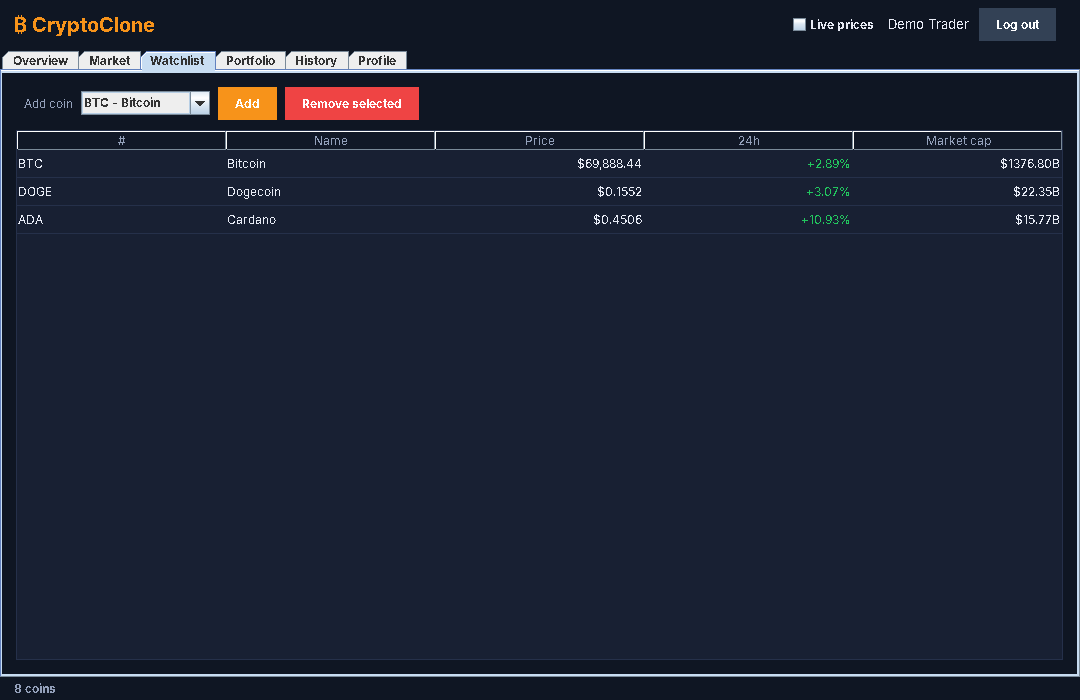 ₿ CryptoClone
Live prices
Demo Trader
Log out
Overview
Market
Watchlist
Portfolio
History
Profile
Add coin
BTC - Bitcoin
Add
Remove selected
# Name Price 24h Market cap
BTC Bitcoin $69,888.44 +2.89% $1376.80B
DOGE Dogecoin $0.1552 +3.07% $22.35B
ADA Cardano $0.4506 +10.93% $15.77B
8 coins